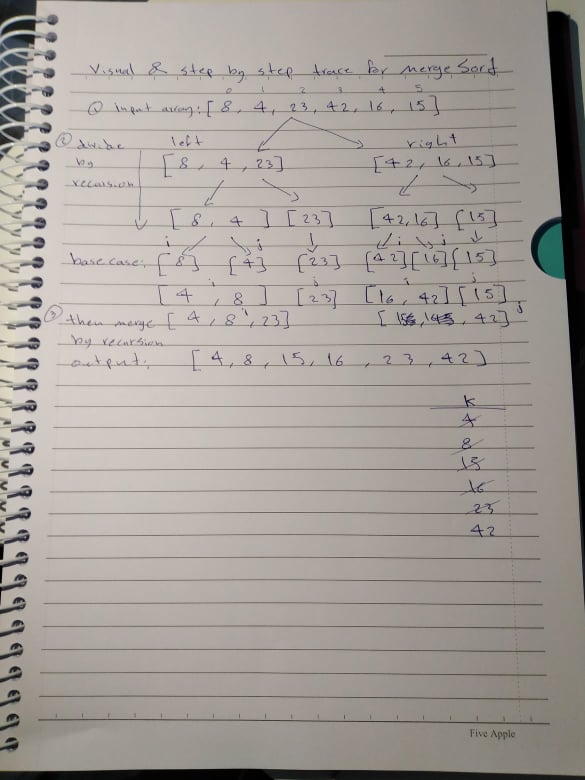 Visual & step by step trace for merge Sort
0 1 2 3 4 5
① input array: [ 8, 4, 23, 42, 16, 15 ]
② divide left right
by [ 8, 4, 23 ] [ 42, 16, 15 ]
recursion
[ 8, 4 ] [ 23 ] [ 42, 16 ] [ 15 ]
i j i j
base case: [ 8 ] [ 4 ] [ 23 ] [ 42 ] [ 16 ] [ 15 ]
i j i j
[ 4, 8 ] [ 23 ] [ 16, 42 ] [ 15 ]
③ then merge [ 4, 8, 23 ] [ 15, 16, 42 ] j
by recursion
output: [ 4, 8, 15, 16, 23, 42 ]
K
4
8
15
16
23
42
Five Apple